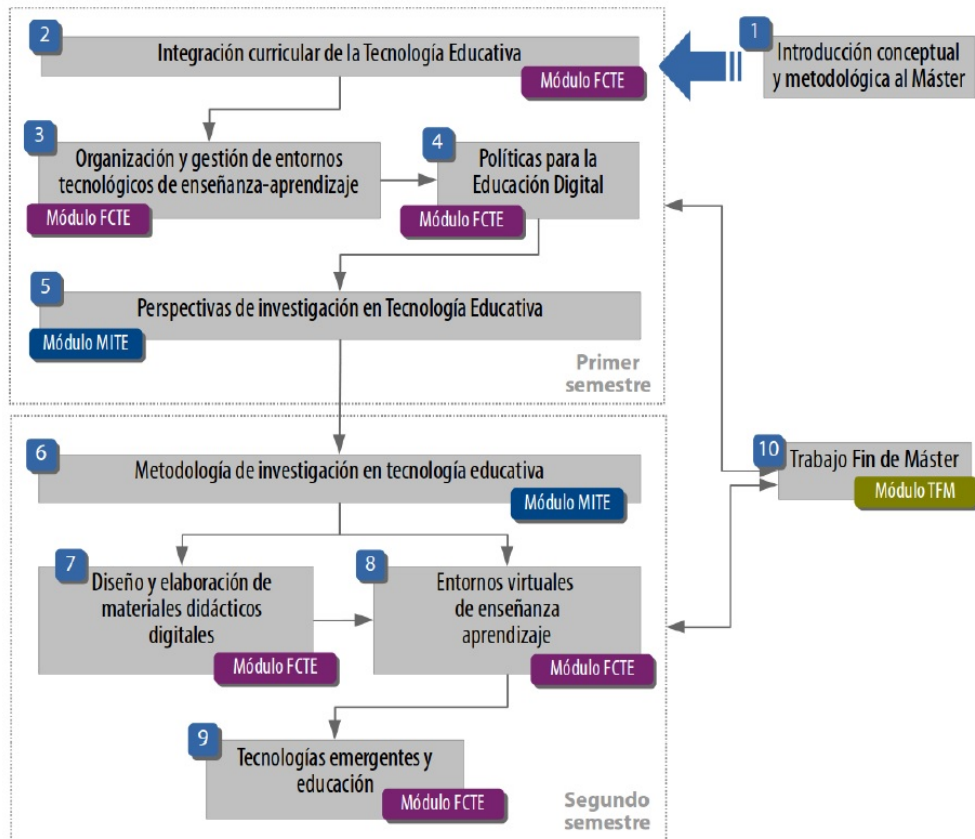 1
Introducción conceptual
y metodológica al Máster
2
Integración curricular de la Tecnología Educativa
Módulo FCTE
3
Organización y gestión de entornos
tecnológicos de enseñanza-aprendizaje
Módulo FCTE
4
Políticas para la
Educación Digital
Módulo FCTE
5
Perspectivas de investigación en Tecnología Educativa
Módulo MITE
Primer
semestre
6
Metodología de investigación en tecnología educativa
Módulo MITE
7
Diseño y elaboración de
materiales didácticos
digitales
Módulo FCTE
8
Entornos virtuales
de enseñanza
aprendizaje
Módulo FCTE
9
Tecnologías emergentes y
educación
Módulo FCTE
Segundo
semestre
10
Trabajo Fin de Máster
Módulo TFM